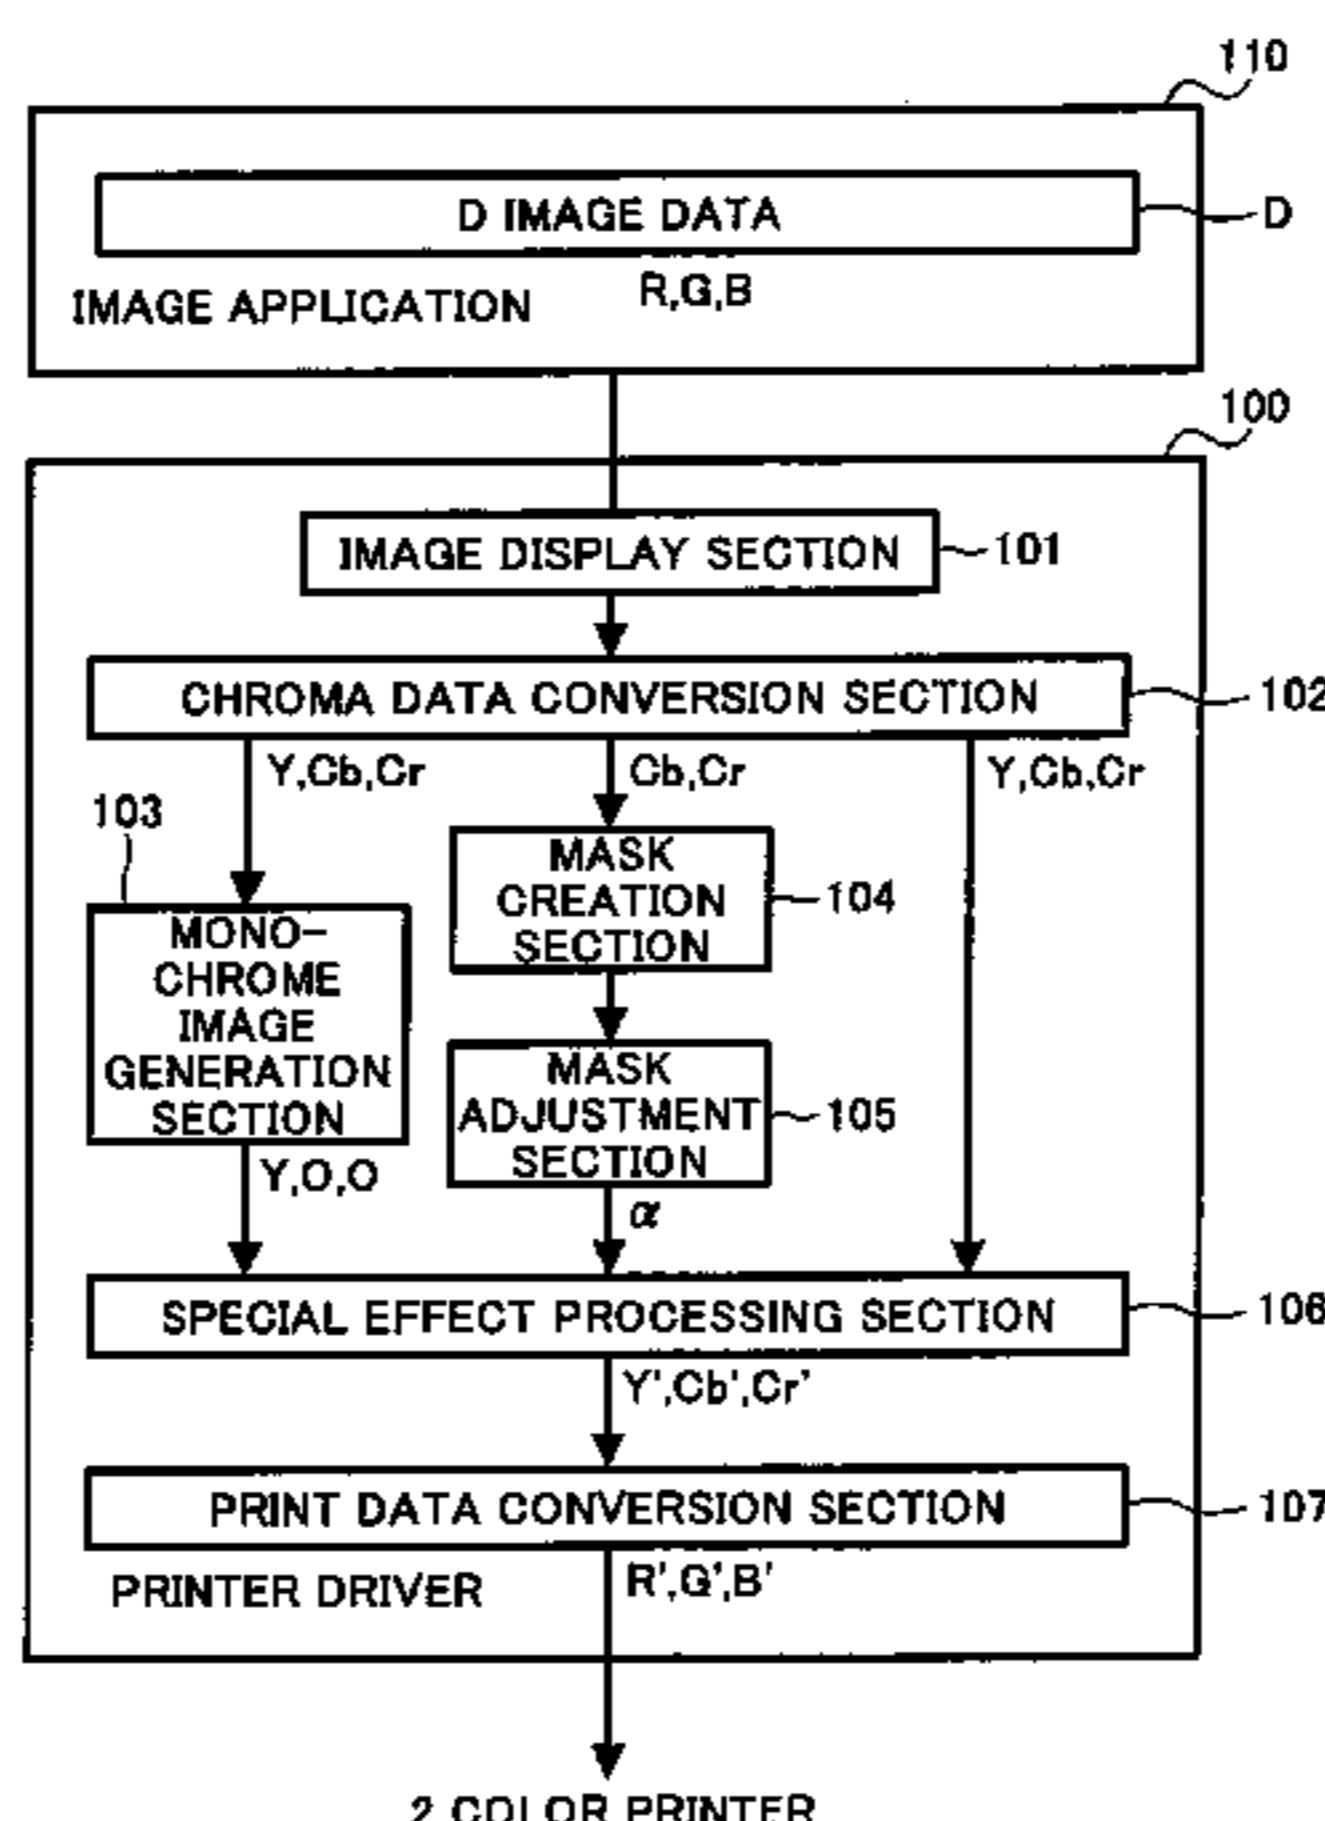 110
D IMAGE DATA
D
R,G,B
IMAGE APPLICATION
100
IMAGE DISPLAY SECTION
101
CHROMA DATA CONVERSION SECTION
102
Y,Cb,Cr
Cb,Cr
Y,Cb,Cr
103
MONO-
CHROME
IMAGE
GENERATION
SECTION
MASK
CREATION
SECTION
104
MASK
ADJUSTMENT
SECTION
105
Y,O,O
α
SPECIAL EFFECT PROCESSING SECTION
106
Y',Cb',Cr'
PRINT DATA CONVERSION SECTION
107
R',G',B'
PRINTER DRIVER
2 COLOR PRINTER